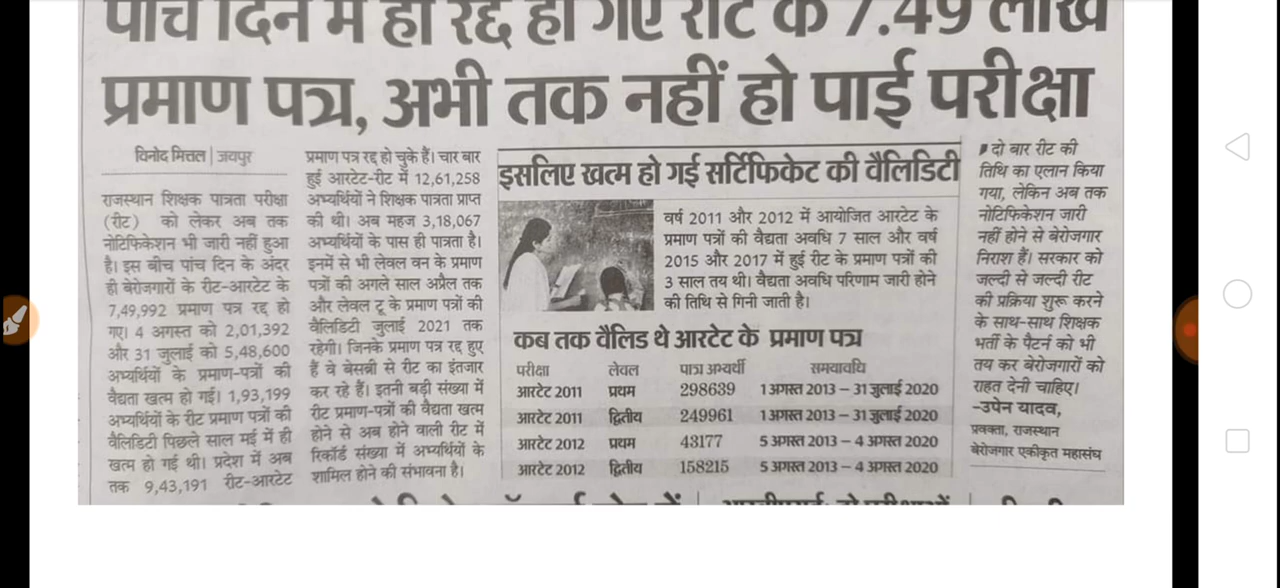 पांच दिन में ही रद्द हो गए रीट के 7.49 लाख
प्रमाण पत्र, अभी तक नहीं हो पाई परीक्षा
विनोद मित्तल | जयपुर
राजस्थान शिक्षक पात्रता परीक्षा
(रीट) को लेकर अब तक
नोटिफिकेशन भी जारी नहीं हुआ
है। इस बीच पांच दिन के अंदर
ही बेरोजगारों के रीट-आरटेट के
7,49,992 प्रमाण पत्र रद्द हो
गए। 4 अगस्त को 2,01,392
और 31 जुलाई को 5,48,600
अभ्यर्थियों के प्रमाण-पत्रों की
वैद्यता खत्म हो गई। 1,93,199
अभ्यर्थियों के रीट प्रमाण पत्रों की
वैलिडिटी पिछले साल मई में ही
खत्म हो गई थी। प्रदेश में अब
तक 9,43,191 रीट-आरटेट
प्रमाण पत्र रद्द हो चुके हैं। चार बार
हुई आरटेट-रीट में 12,61,258
अभ्यर्थियों ने शिक्षक पात्रता प्राप्त
की थी। अब महज 3,18,067
अभ्यर्थियों के पास ही पात्रता है।
इनमें से भी लेवल वन के प्रमाण
पत्रों की अगले साल अप्रैल तक
और लेवल टू के प्रमाण पत्रों की
वैलिडिटी जुलाई 2021 तक
रहेगी। जिनके प्रमाण पत्र रद्द हुए
हैं वे बेसब्री से रीट का इंतजार
कर रहे हैं। इतनी बड़ी संख्या में
रीट प्रमाण-पत्रों की वैद्यता खत्म
होने से अब होने वाली रीट में
रिकॉर्ड संख्या में अभ्यर्थियों के
शामिल होने की संभावना है।
इसलिए खत्म हो गई सर्टिफिकेट की वैलिडिटी
वर्ष 2011 और 2012 में आयोजित आरटेट के
प्रमाण पत्रों की वैद्यता अवधि 7 साल और वर्ष
2015 और 2017 में हुई रीट के प्रमाण पत्रों की
3 साल तय थी। वैद्यता अवधि परिणाम जारी होने
की तिथि से गिनी जाती है।
कब तक वैलिड थे आरटेट के प्रमाण पत्र
परीक्षा लेवल पात्र अभ्यर्थी समयावधि
आरटेट 2011 प्रथम 298639 1 अगस्त 2013 – 31 जुलाई 2020
आरटेट 2011 द्वितीय 249961 1 अगस्त 2013 – 31 जुलाई 2020
आरटेट 2012 प्रथम 43177 5 अगस्त 2013 – 4 अगस्त 2020
आरटेट 2012 द्वितीय 158215 5 अगस्त 2013 – 4 अगस्त 2020
दो बार रीट की
तिथि का एलान किया
गया, लेकिन अब तक
नोटिफिकेशन जारी
नहीं होने से बेरोजगार
निराश हैं। सरकार को
जल्दी से जल्दी रीट
की प्रक्रिया शुरू करने
के साथ-साथ शिक्षक
भर्ती के पैटर्न को भी
तय कर बेरोजगारों को
राहत देनी चाहिए।
–उपेन यादव,
प्रवक्ता, राजस्थान
बेरोजगार एकीकृत महासंघ